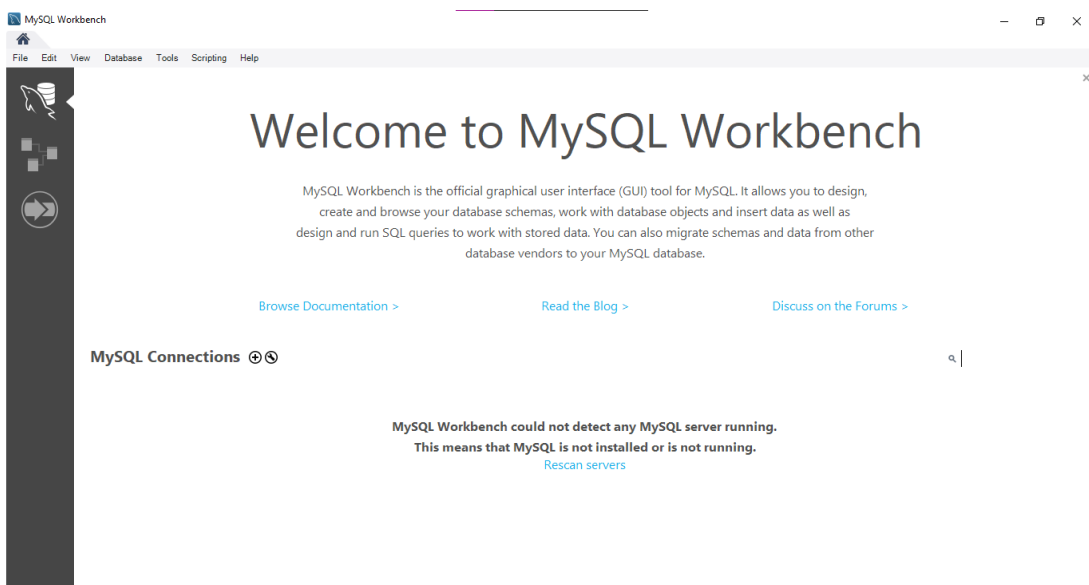 MySQL Workbench
File Edit View Database Tools Scripting Help
Welcome to MySQL Workbench
MySQL Workbench is the official graphical user interface (GUI) tool for MySQL. It allows you to design,
create and browse your database schemas, work with database objects and insert data as well as
design and run SQL queries to work with stored data. You can also migrate schemas and data from other
database vendors to your MySQL database.
Browse Documentation > Read the Blog > Discuss on the Forums >
MySQL Connections
MySQL Workbench could not detect any MySQL server running.
This means that MySQL is not installed or is not running.
Rescan servers